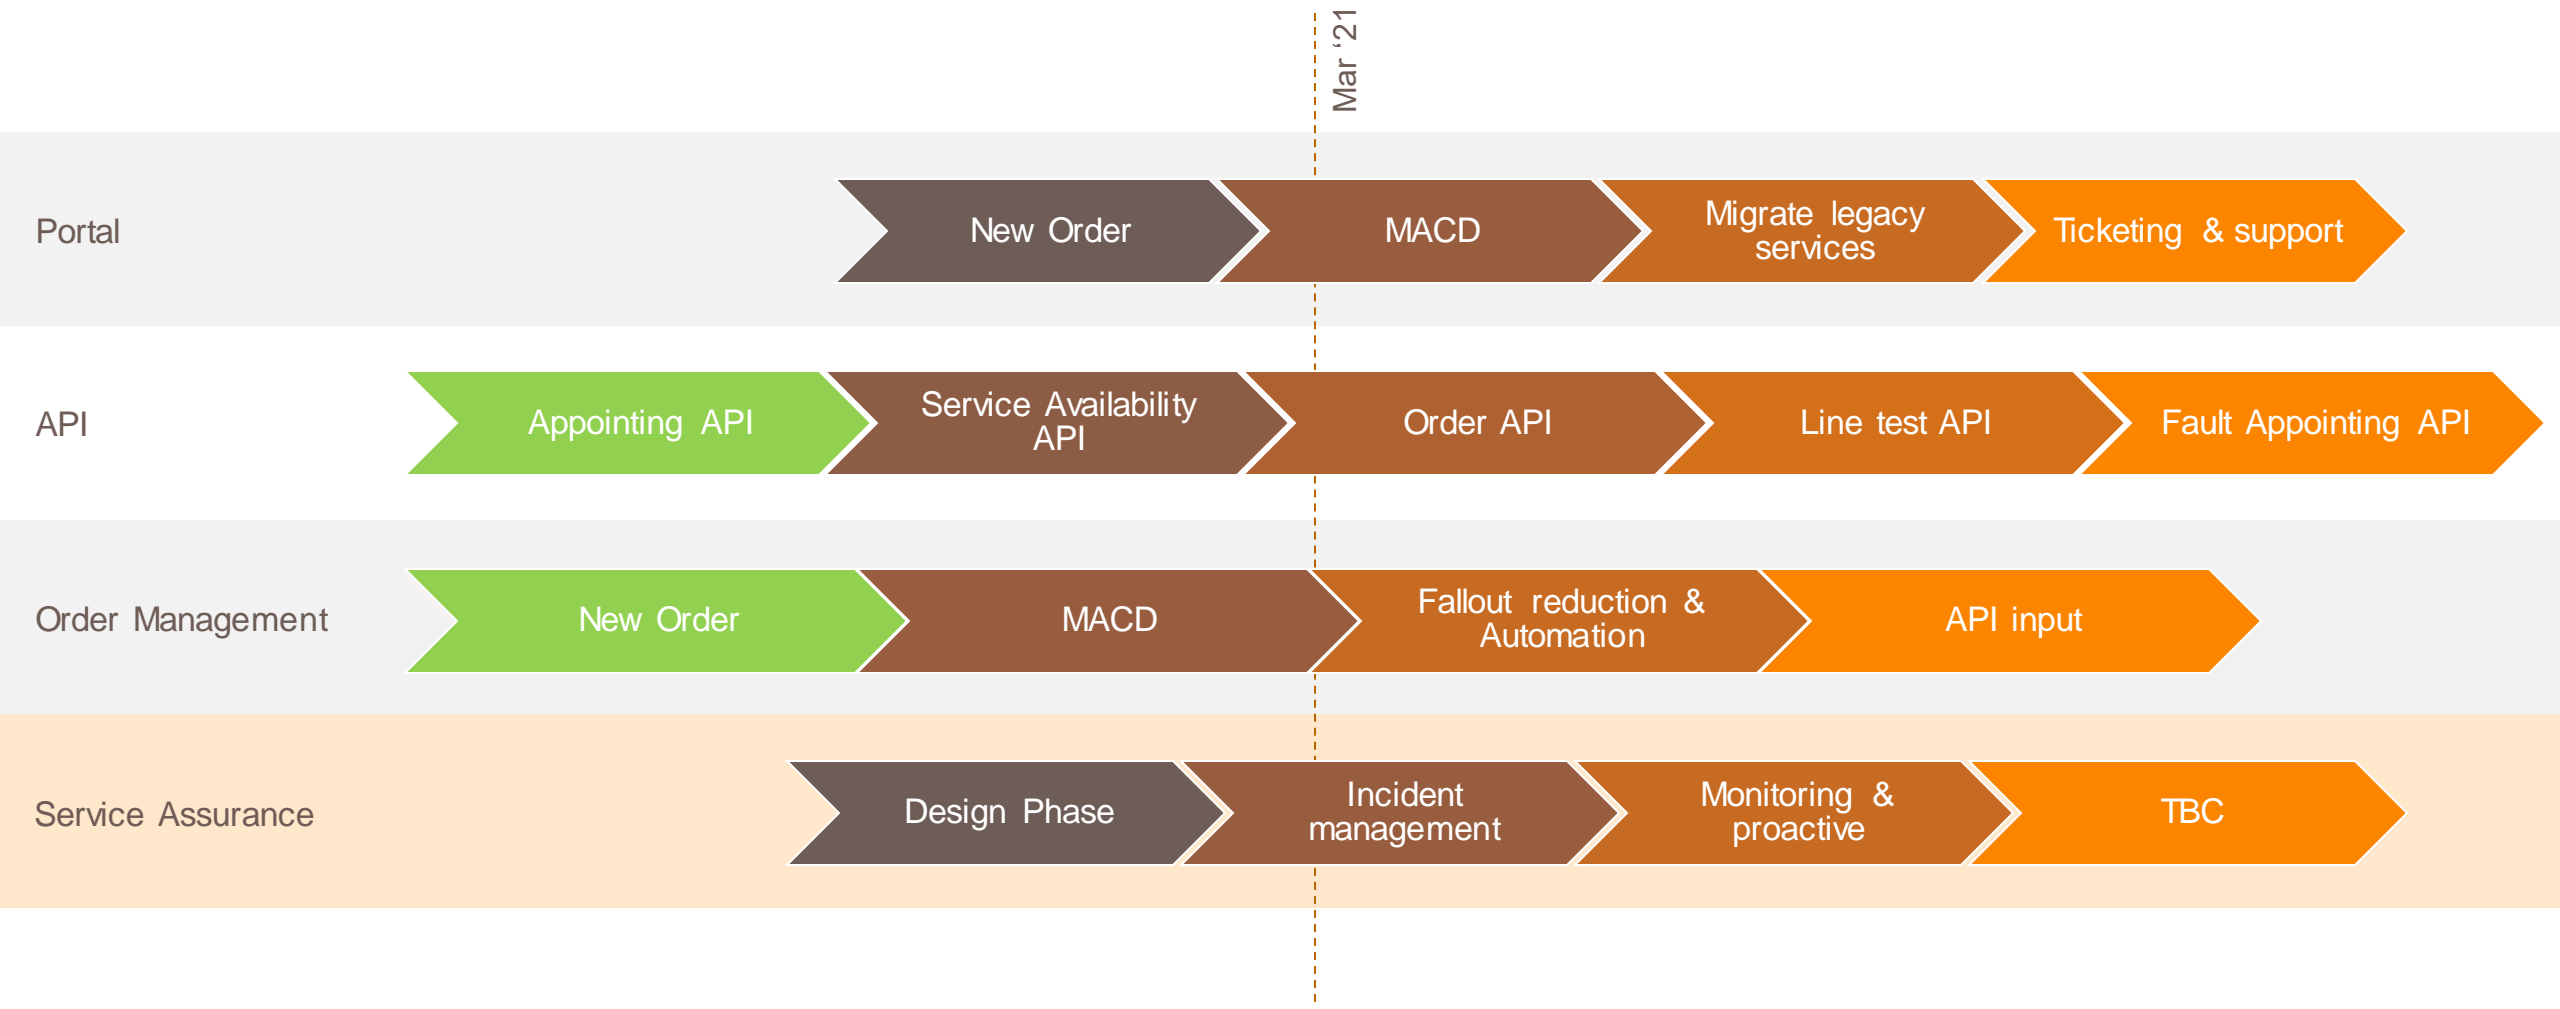 Mar ‘21
Portal
New Order
MACD
Migrate legacy
services
Ticketing & support
API
Appointing API
Service Availability
API
Order API
Line test API
Fault Appointing API
Order Management
New Order
MACD
Fallout reduction &
Automation
API input
Service Assurance
Design Phase
Incident
management
Monitoring &
proactive
TBC